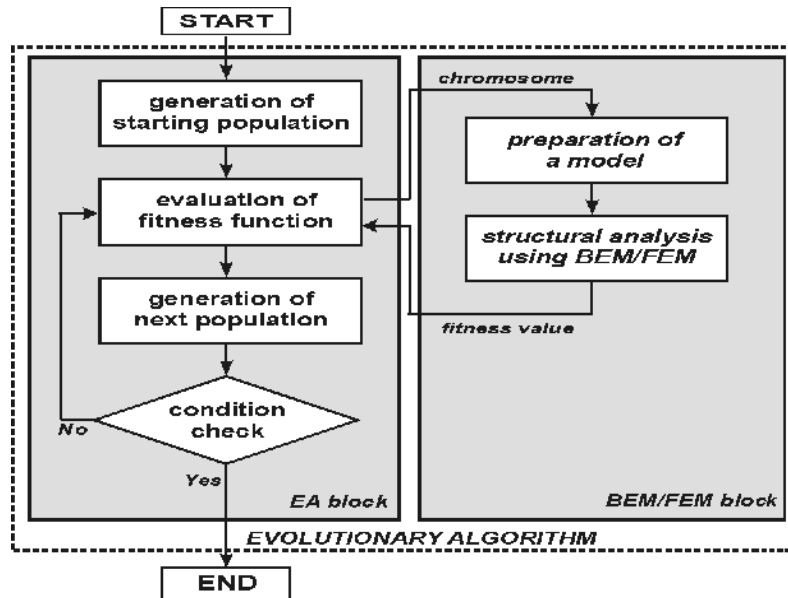 START
chromosome
generation of
starting population
preparation of
a model
evaluation of
fitness function
structural analysis
using BEM/FEM
generation of
next population
fitness value
condition
check
No
Yes
EA block
BEM/FEM block
EVOLUTIONARY ALGORITHM
END